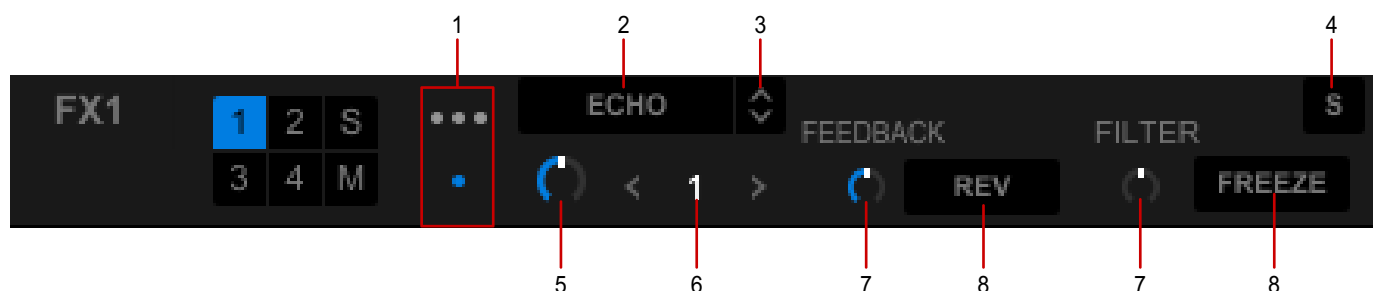 1 2 3 4
FX1 1 2 S ECHO S
FEEDBACK FILTER
3 4 M < 1 > REV FREEZE
5 6 7 8 7 8